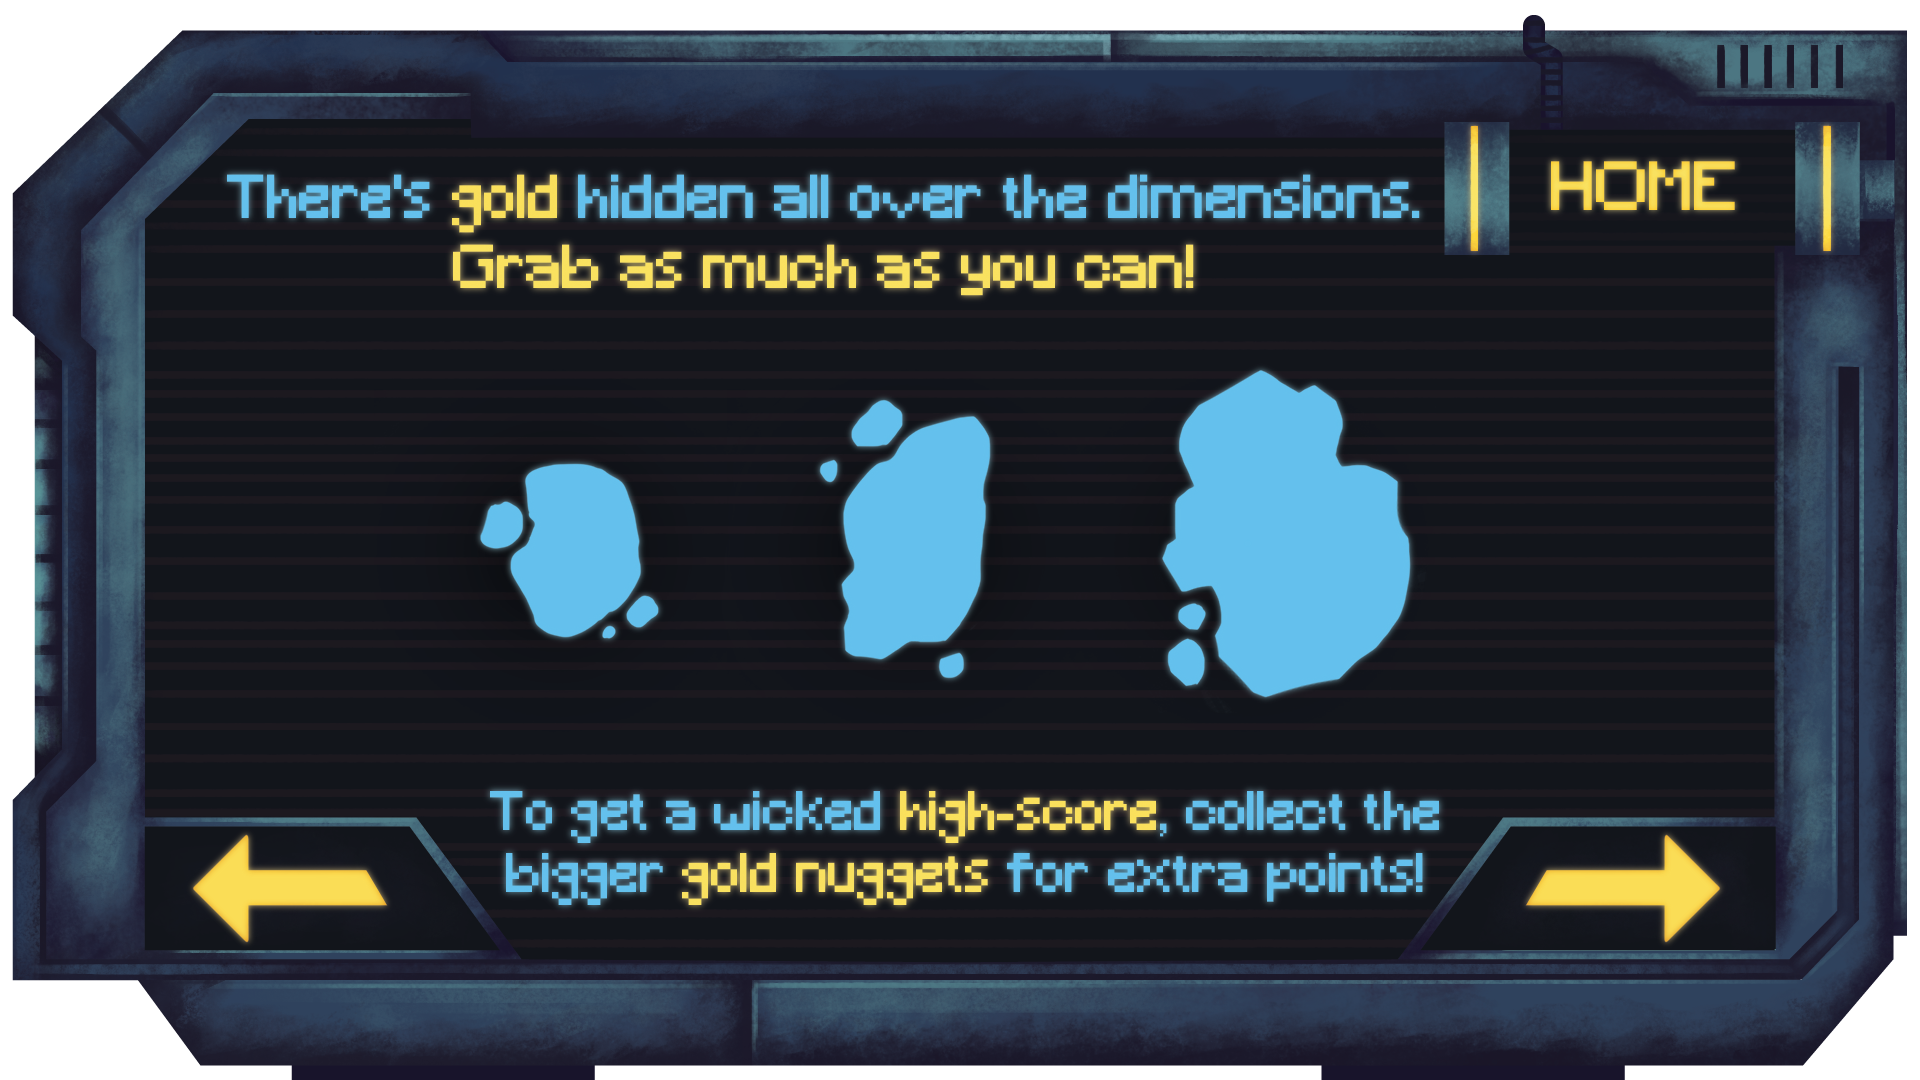 There's gold hidden all over the dimensions.
Grab as much as you can!
HOME
To get a wicked high-score, collect the
bigger gold nuggets for extra points!